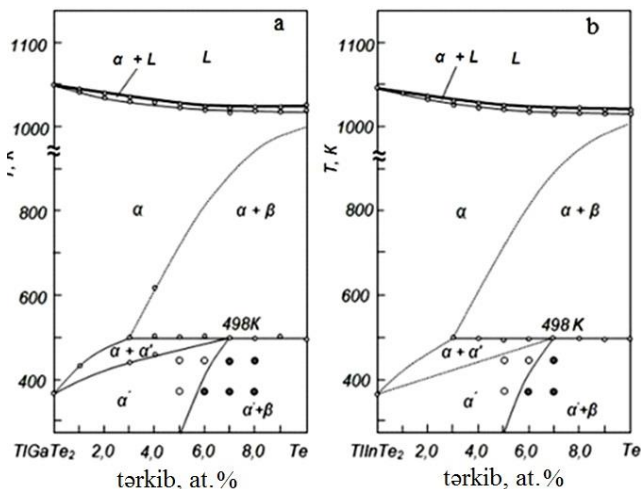 a
1100
α + L
L
1000
T, K
α
α + β
800
600
498K
α + α'
400
α'
α'+β
TlGaTe₂ 2,0 4,0 6,0 8,0 Te
tərkib, at.%
b
1100
α + L
L
1000
T, K
α
α + β
800
600
498 K
α + α'
400
α'
α'+β
TlInTe₂ 2,0 4,0 6,0 8,0 Te
tərkib, at.%